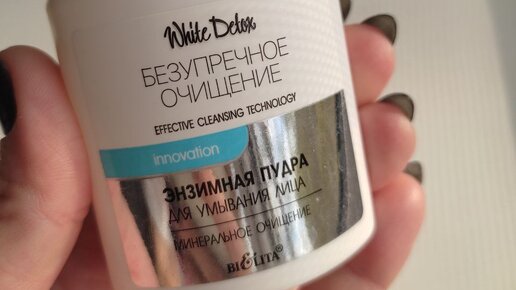 White Detox
БЕЗУПРЕЧНОЕ
ОЧИЩЕНИЕ
EFFECTIVE CLEANSING TECHNOLOGY
innovation
ЭНЗИМНАЯ ПУДРА
ДЛЯ УМЫВАНИЯ ЛИЦА
МИНЕРАЛЬНОЕ ОЧИЩЕНИЕ
BIELITA®